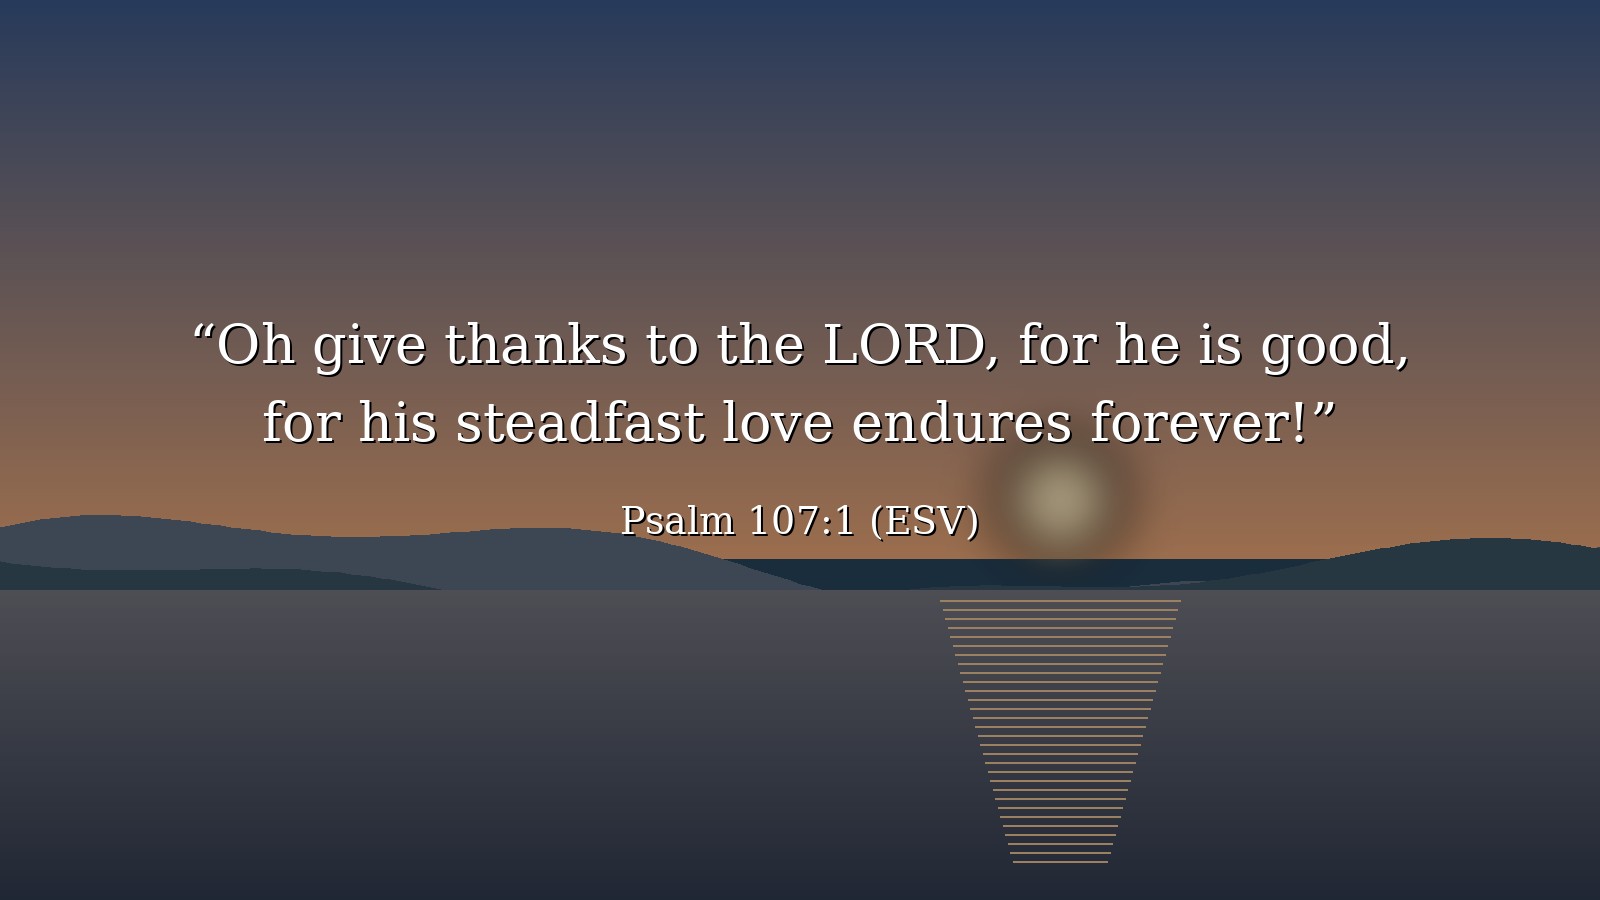 “Oh give thanks to the LORD, for he is good,
for his steadfast love endures forever!”
Psalm 107:1 (ESV)